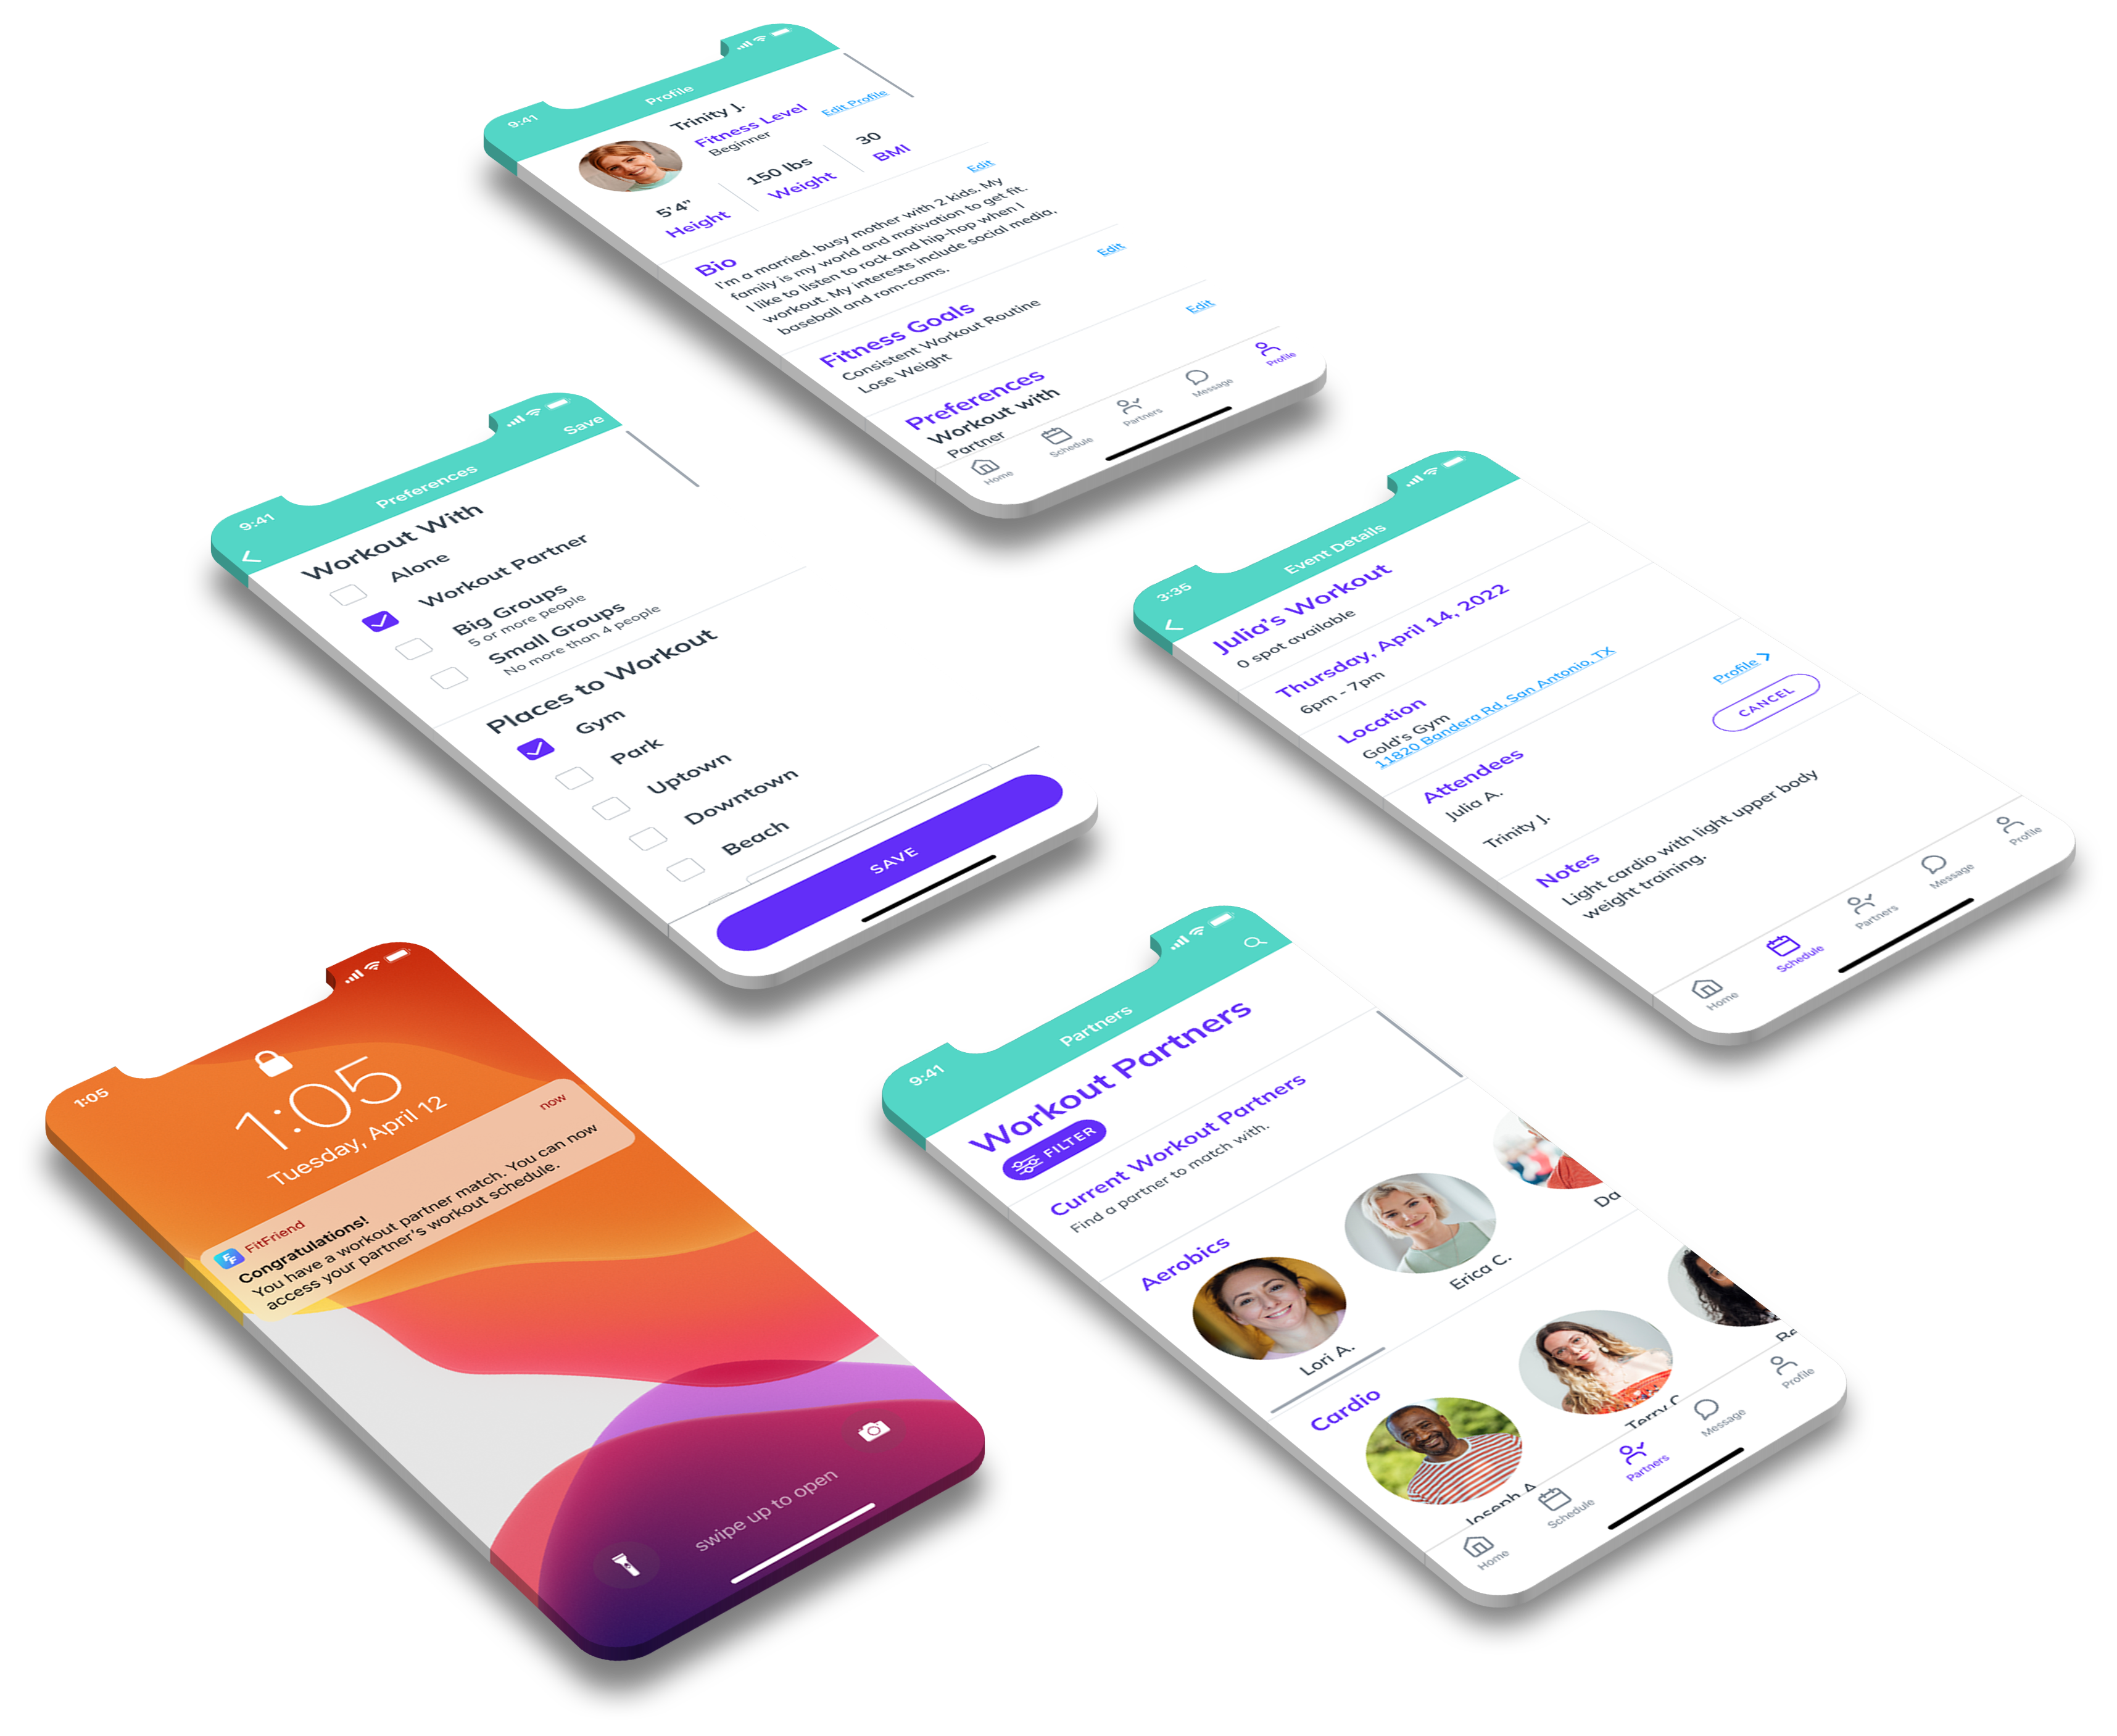 9:41
Profile
Trinity J.
Fitness Level
Beginner
Edit Profile
5'4"
Height
150 lbs
Weight
30
BMI
Bio
Edit
I'm a married, busy mother with 2 kids. My
family is my world and motivation to get fit.
I like to listen to rock and hip-hop when I
workout. My interests include social media,
baseball and rom-coms.
Fitness Goals
Edit
Consistent Workout Routine
Lose Weight
Preferences
Edit
Workout with
Partner
Home
Schedule
Partners
Message
Profile
9:41
Preferences
Save
Workout With
Alone
Workout Partner
Big Groups
5 or more people
Small Groups
No more than 4 people
Places to Workout
Gym
Park
Uptown
Downtown
Beach
SAVE
3:35
Event Details
Julia's Workout
0 spot available
Thursday, April 14, 2022
6pm - 7pm
Location
Gold's Gym
11820 Bandera Rd, San Antonio, TX
Attendees
Julia A.
Profile
Trinity J.
CANCEL
Notes
Light cardio with light upper body
weight training.
Home
Schedule
Partners
Message
Profile
1:05
1:05
Tuesday, April 12
FF FitFriend
now
Congratulations!
You have a workout partner match. You can now
access your partner's workout schedule.
swipe up to open
9:41
Partners
Workout Partners
FILTER
Current Workout Partners
Find a partner to match with.
Aerobics
Lori A.
Erica C.
Da
Cardio
Joseph A
Terry C
Home
Schedule
Partners
Message
Profile